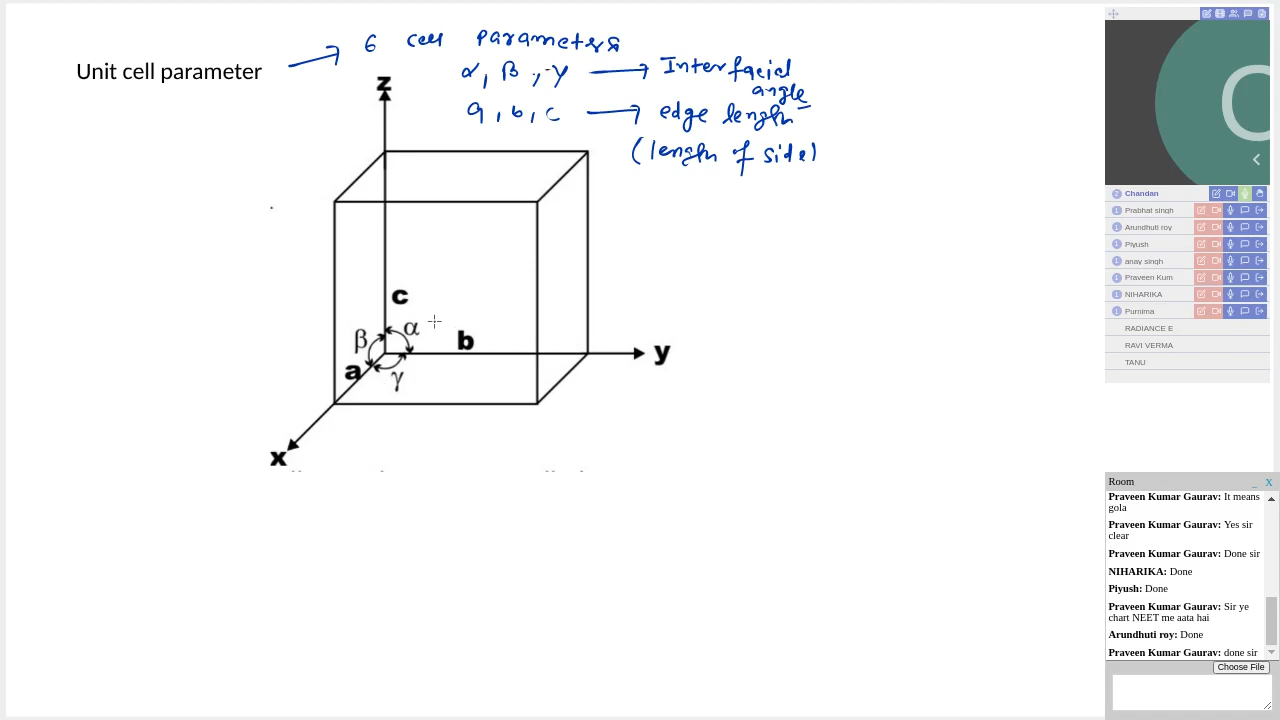 Unit cell parameter
6 cell parameters
α, β, γ → Interfacial angle
a, b, c → edge length
(length of side)
z
c
α
β
b
a
γ
y
x
C
Chandan
Prabhat singh
Arundhuti roy
Piyush
anay singh
Praveen Kum
NIHARIKA
Purnima
RADIANCE E
RAVI VERMA
TANU
Room
_ X
Praveen Kumar Gaurav: It means
gola
Praveen Kumar Gaurav: Yes sir
clear
Praveen Kumar Gaurav: Done sir
NIHARIKA: Done
Piyush: Done
Praveen Kumar Gaurav: Sir ye
chart NEET me aata hai
Arundhuti roy: Done
Praveen Kumar Gaurav: done sir
Choose File